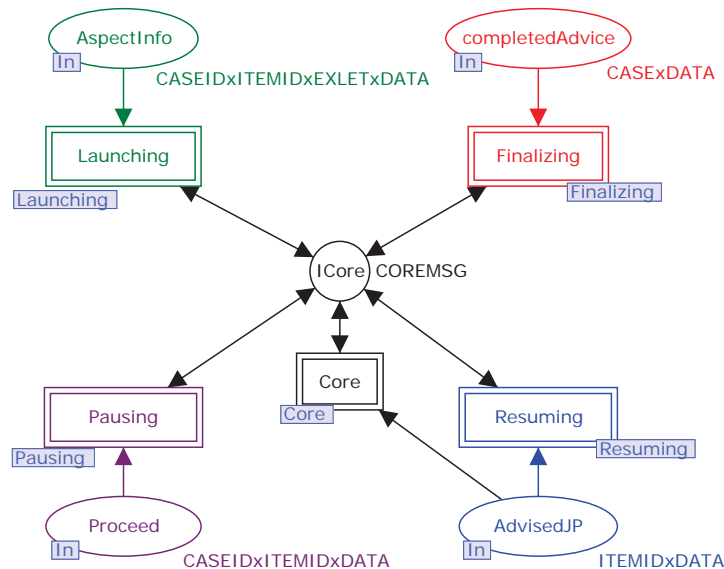 AspectInfo
In
CASEIDxITEMIDxEXLETxDATA
completedAdvice
In
CASExDATA
Launching
Launching
Finalizing
Finalizing
ICore COREMSG
Core
Core
Pausing
Pausing
Resuming
Resuming
Proceed
In
CASEIDxITEMIDxDATA
AdvisedJP
In
ITEMIDxDATA